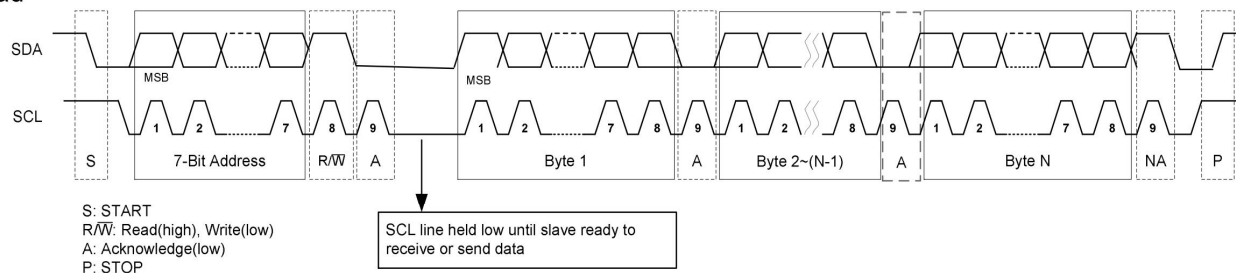 SDA
MSB
MSB
SCL
1 2 7 8 9 1 2 7 8 9 1 2 8 9 1 2 7 8 9
S 7-Bit Address R/W̅ A Byte 1 A Byte 2~(N-1) A Byte N NA P
S: START
R/W̅: Read(high), Write(low)
A: Acknowledge(low)
P: STOP
SCL line held low until slave ready to
receive or send data